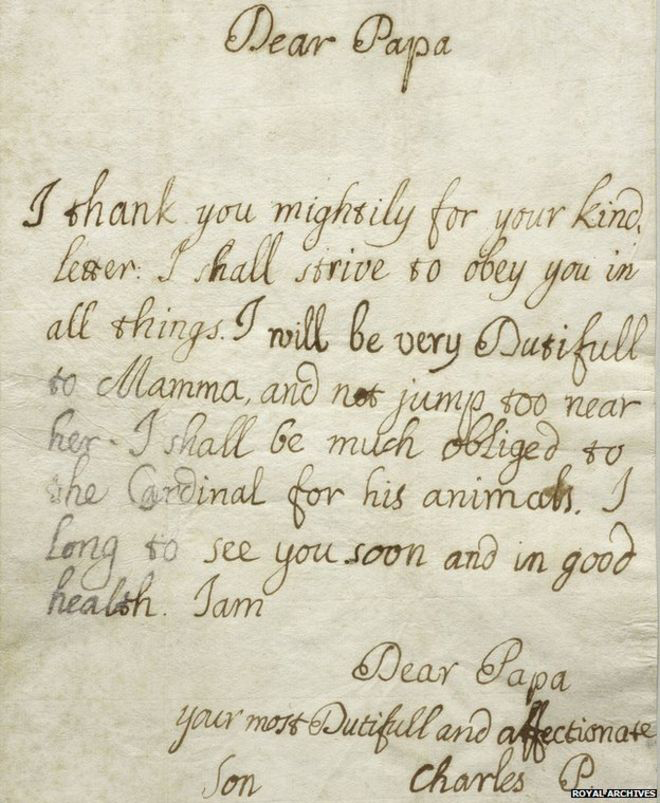 Dear Papa
I thank you mightily for your kind
letter. I shall strive to obey you in
all things. I will be very Dutifull
to Mamma, and not jump too near
her. I shall be much obliged to
the Cardinal for his animals. I
long to see you soon and in good
health. I am
Dear Papa
your most Dutifull and affectionate
Son Charles P.
ROYAL ARCHIVES